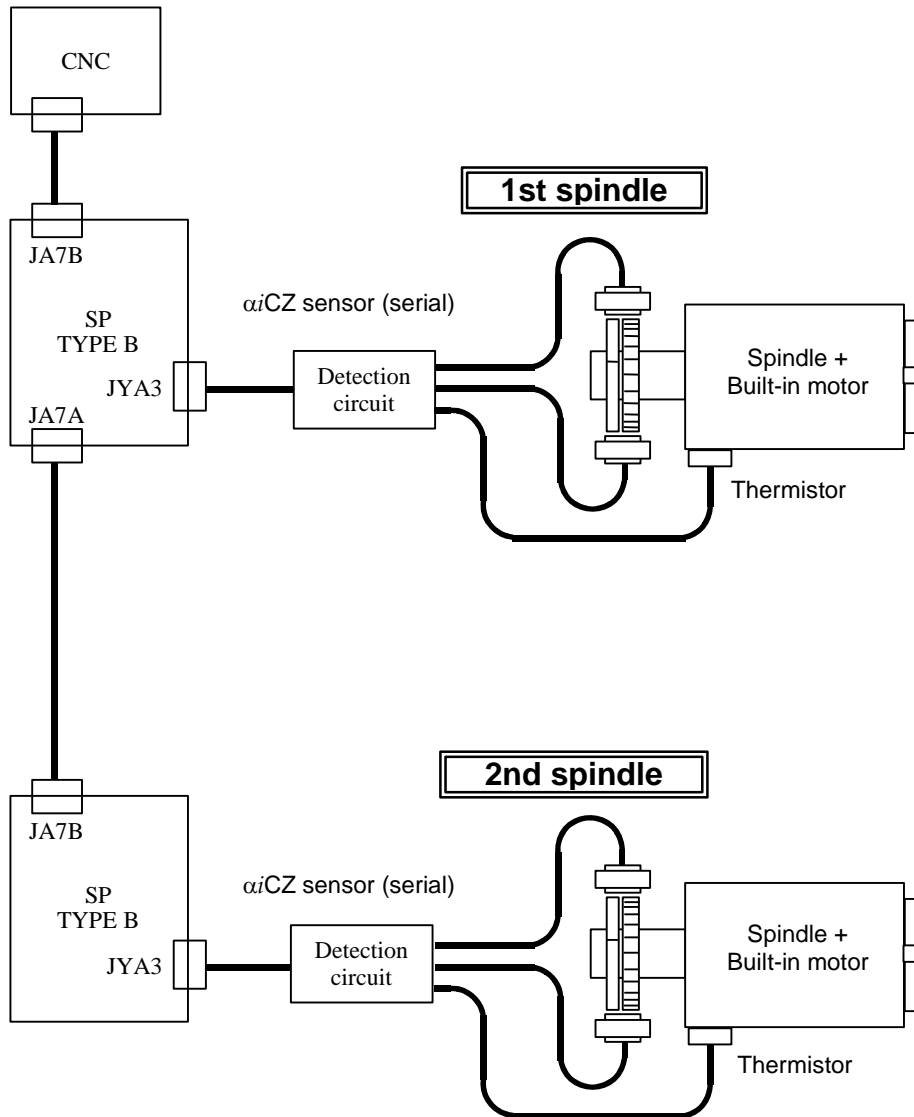 CNC
1st spindle
JA7B
αiCZ sensor (serial)
SP
TYPE B
Spindle +
Built-in motor
Detection
circuit
JYA3
JA7A
Thermistor
2nd spindle
JA7B
αiCZ sensor (serial)
SP
TYPE B
Spindle +
Built-in motor
Detection
circuit
JYA3
Thermistor